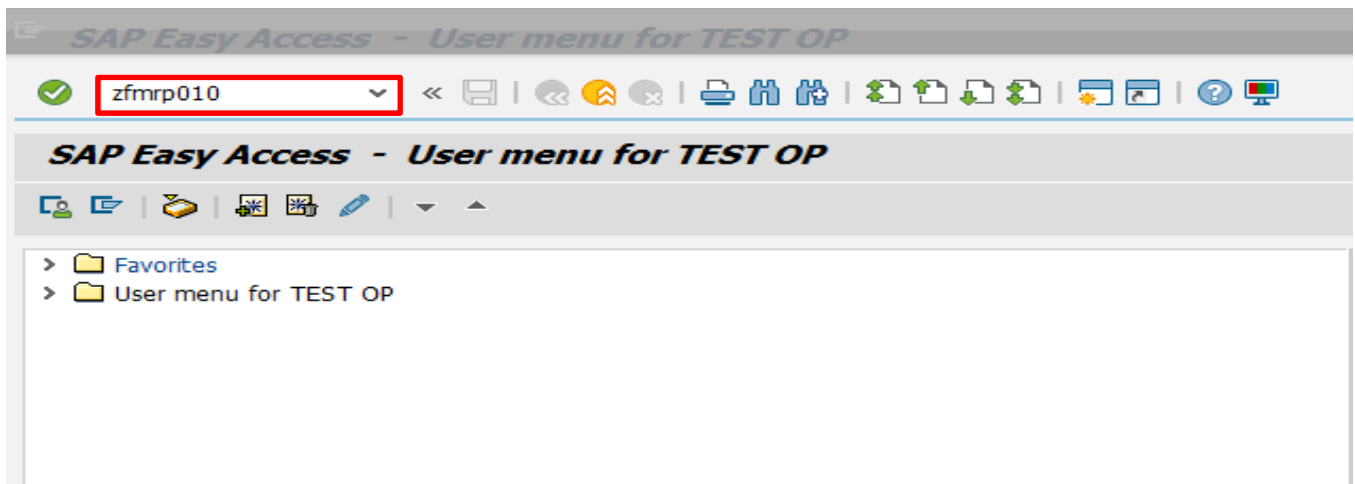 SAP Easy Access - User menu for TEST OP
zfmrp010
SAP Easy Access - User menu for TEST OP
Favorites
User menu for TEST OP